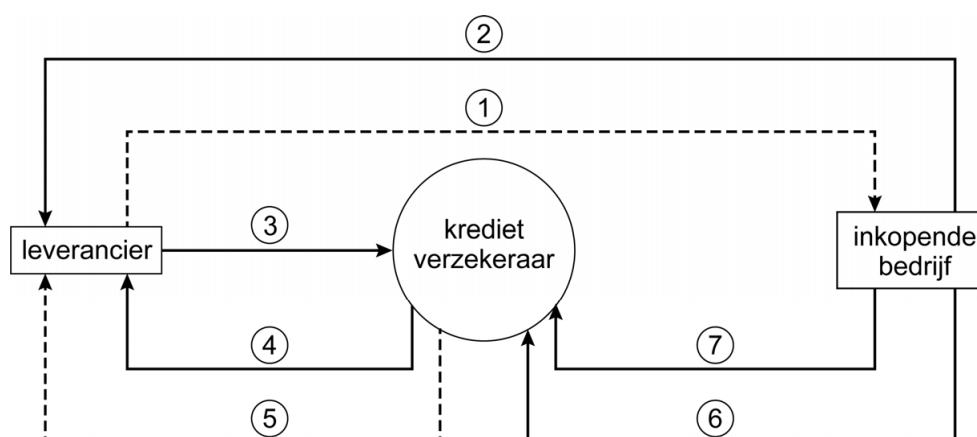 2
1
leverancier
3
krediet
verzekeraar
inkopende
bedrijf
4
7
5
6